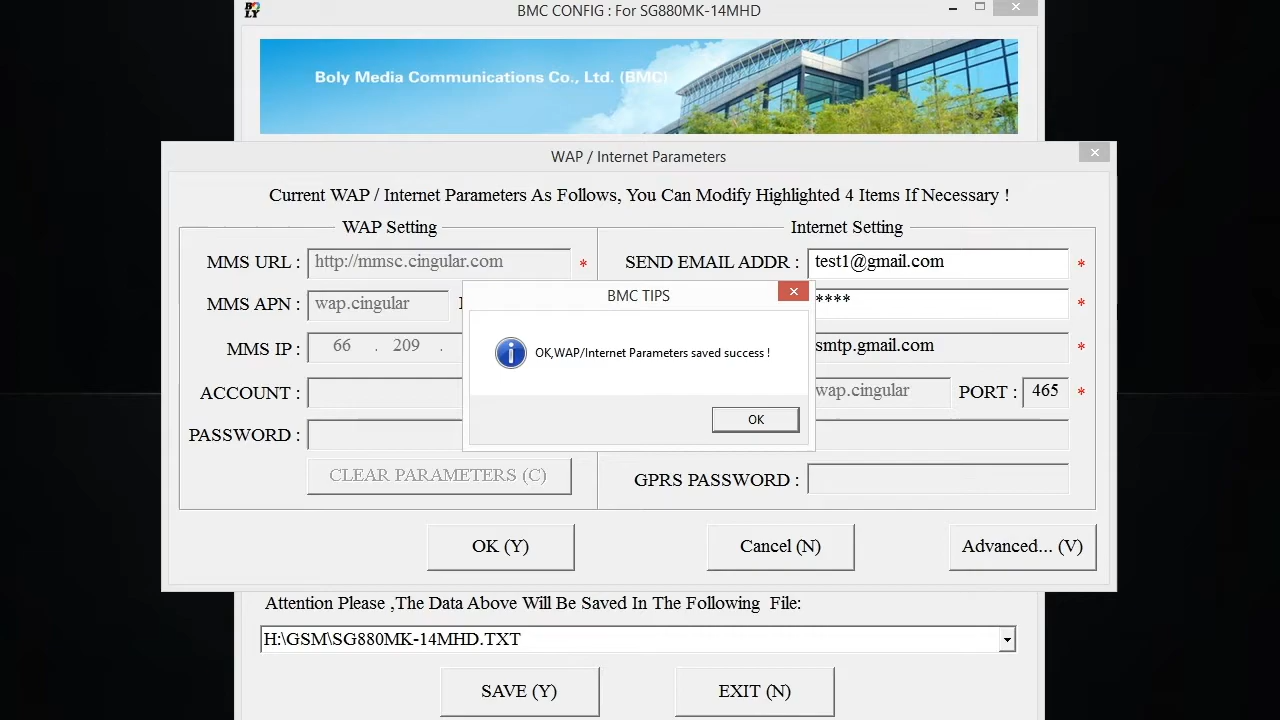 BOLY
BMC CONFIG : For SG880MK-14MHD
Boly Media Communications Co., Ltd. (BMC)
WAP / Internet Parameters
Current WAP / Internet Parameters As Follows, You Can Modify Highlighted 4 Items If Necessary !
WAP Setting
Internet Setting
MMS URL : http://mmsc.cingular.com *
SEND EMAIL ADDR : test1@gmail.com *
MMS APN : wap.cingular
**** *
MMS IP : 66 . 209 .
smtp.gmail.com *
ACCOUNT :
wap.cingular PORT : 465 *
PASSWORD :
CLEAR PARAMETERS (C)
GPRS PASSWORD :
BMC TIPS
OK,WAP/Internet Parameters saved success !
OK
OK (Y)
Cancel (N)
Advanced... (V)
Attention Please ,The Data Above Will Be Saved In The Following File:
H:\GSM\SG880MK-14MHD.TXT
SAVE (Y)
EXIT (N)